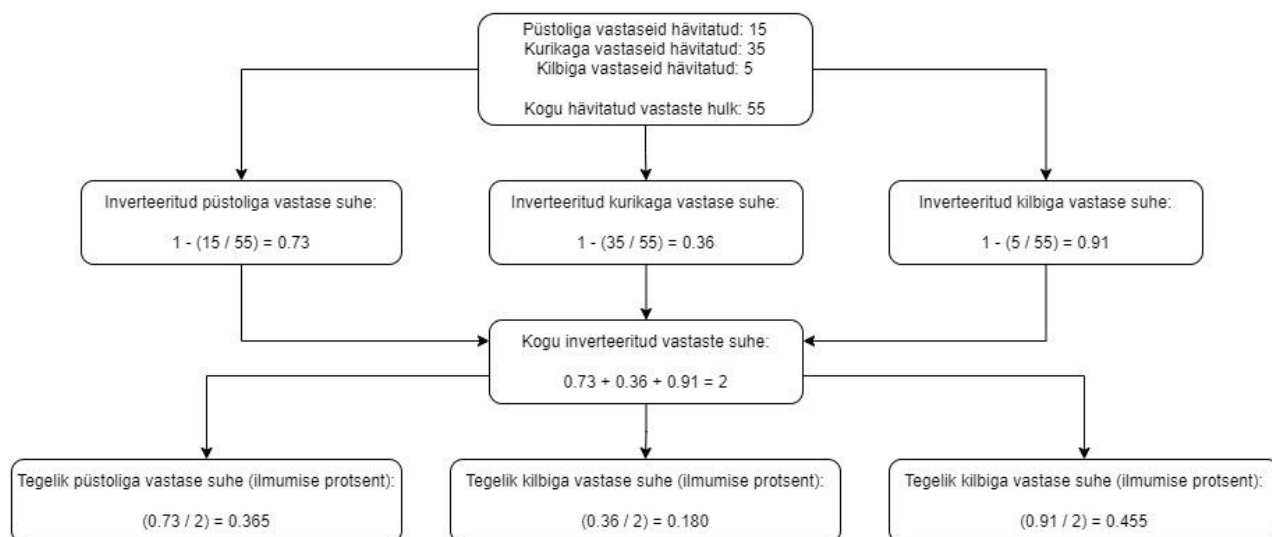 Püstoliga vastaseid hävitatud: 15
Kurikaga vastaseid hävitatud: 35
Kilbiga vastaseid hävitatud: 5
Kogu hävitatud vastaste hulk: 55
Inverteeritud püstoliga vastase suhe:
1 - (15 / 55) = 0.73
Inverteeritud kurikaga vastase suhe:
1 - (35 / 55) = 0.36
Inverteeritud kilbiga vastase suhe:
1 - (5 / 55) = 0.91
Kogu inverteeritud vastaste suhe:
0.73 + 0.36 + 0.91 = 2
Tegelik püstoliga vastase suhe (ilmumise protsent):
(0.73 / 2) = 0.365
Tegelik kilbiga vastase suhe (ilmumise protsent):
(0.36 / 2) = 0.180
Tegelik kilbiga vastase suhe (ilmumise protsent):
(0.91 / 2) = 0.455